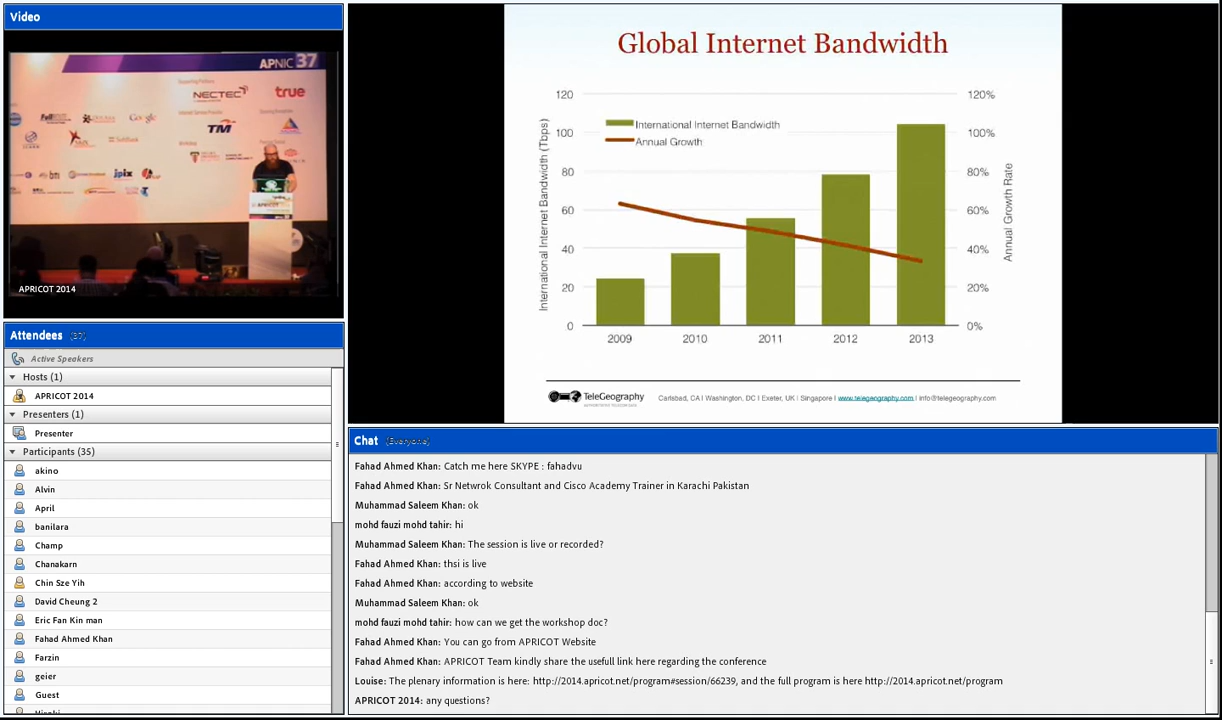 Video
APNIC 37
NECTEC
true
Google
TM
SoftBank
bti
jpix
APRICOT
APRICOT 2014
Attendees (37)
Active Speakers
Hosts (1)
APRICOT 2014
Presenters (1)
Presenter
Participants (35)
akino
Alvin
April
banilara
Champ
Chanakarn
Chin Sze Yih
David Cheung 2
Eric Fan Kin man
Fahad Ahmed Khan
Farzin
geier
Guest
Global Internet Bandwidth
International Internet Bandwidth (Tbps)
120
100
80
60
40
20
0
International Internet Bandwidth
Annual Growth
120%
100%
80%
60%
40%
20%
0%
Annual Growth Rate
2009 2010 2011 2012 2013
TeleGeography
Carlsbad, CA | Washington, DC | Exeter, UK | Singapore | www.telegeography.com | info@telegeography.com
Chat (Everyone)
Fahad Ahmed Khan: Catch me here SKYPE : fahadvu
Fahad Ahmed Khan: Sr Netwrok Consultant and Cisco Academy Trainer in Karachi Pakistan
Muhammad Saleem Khan: ok
mohd fauzi mohd tahir: hi
Muhammad Saleem Khan: The session is live or recorded?
Fahad Ahmed Khan: thsi is live
Fahad Ahmed Khan: according to website
Muhammad Saleem Khan: ok
mohd fauzi mohd tahir: how can we get the workshop doc?
Fahad Ahmed Khan: You can go from APRICOT Website
Fahad Ahmed Khan: APRICOT Team kindly share the usefull link here regarding the conference
Louise: The plenary information is here: http://2014.apricot.net/program#session/66239, and the full program is here http://2014.apricot.net/program
APRICOT 2014: any questions?